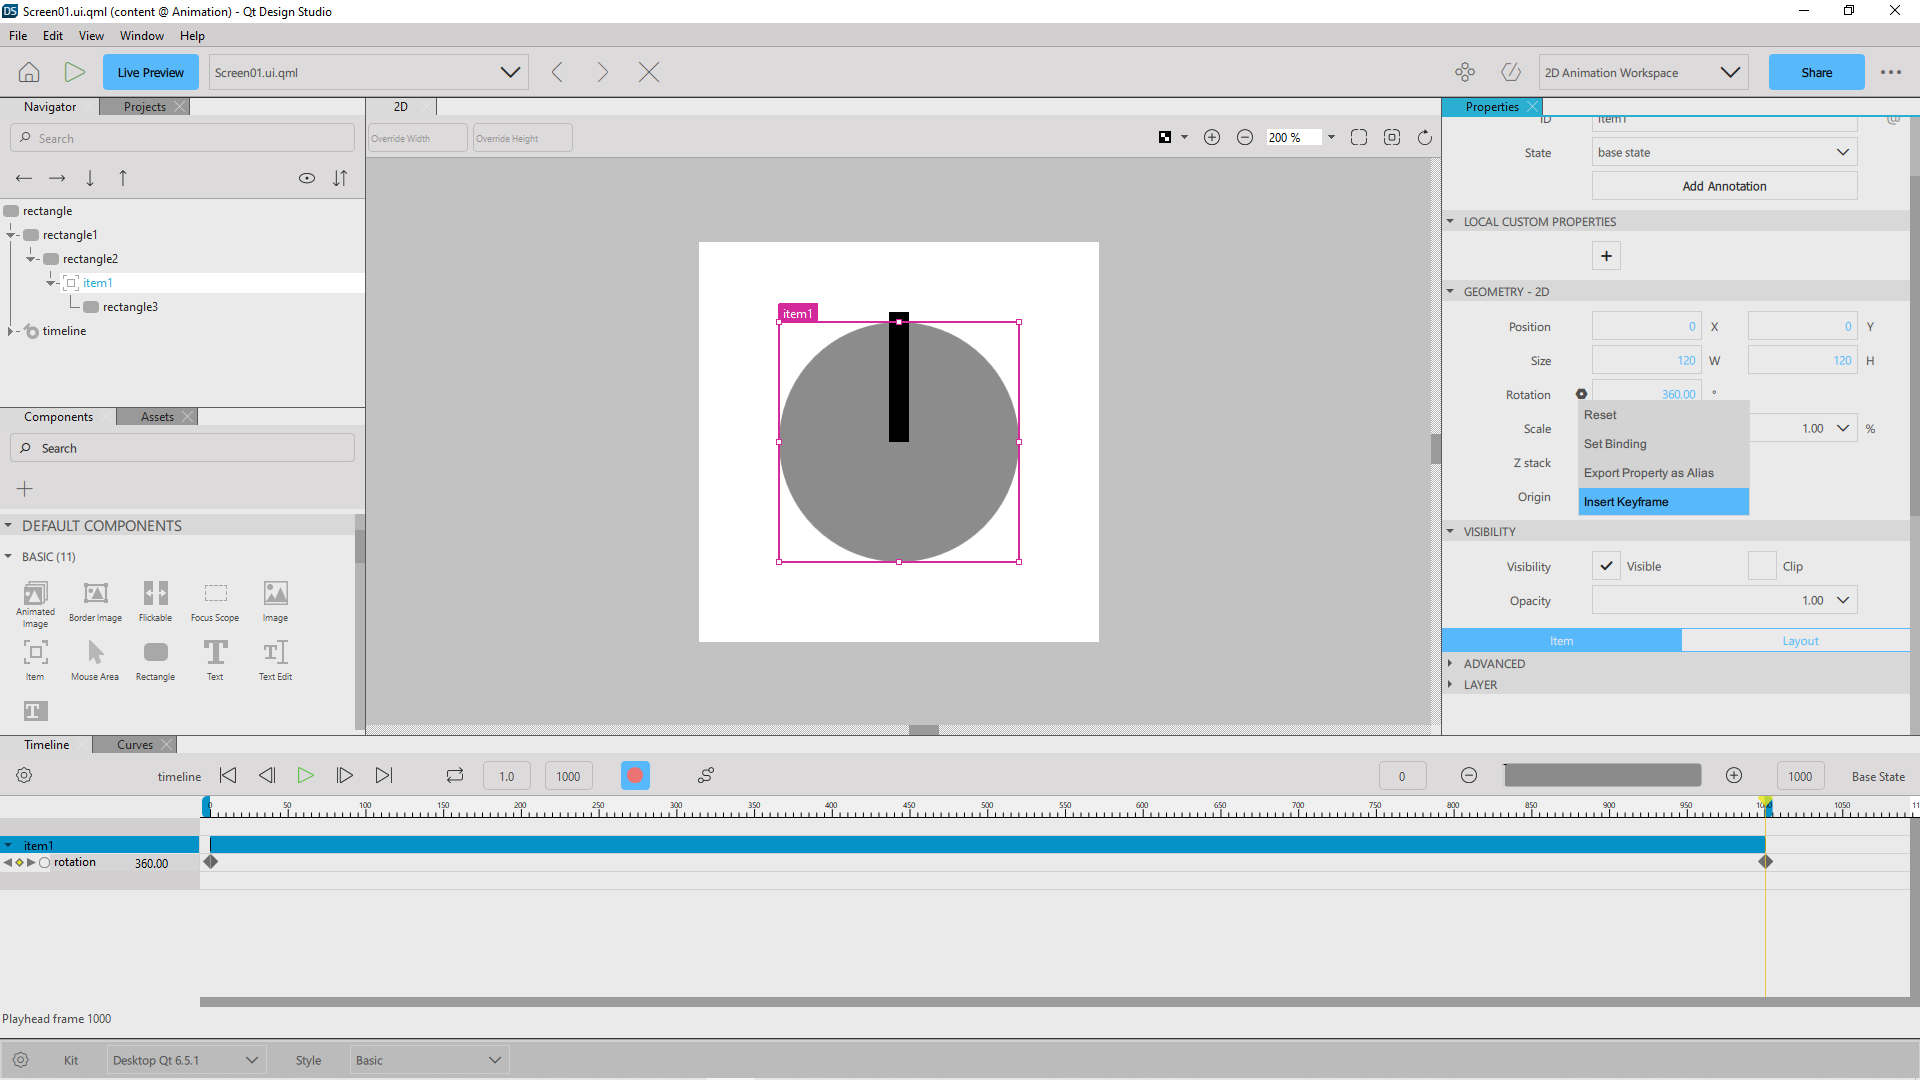 DS Screen01.ui.qml (content @ Animation) - Qt Design Studio
File Edit View Window Help
Live Preview Screen01.ui.qml 2D Animation Workspace Share
Navigator Projects 2D Properties
Search
Override Width Override Height 200 %
ID item1 @
State base state
Add Annotation
rectangle
rectangle1
rectangle2
item1
rectangle3
timeline
item1
LOCAL CUSTOM PROPERTIES
GEOMETRY - 2D
Position 0 X 0 Y
Size 120 W 120 H
Rotation 360.00 °
Scale 1.00 %
Z stack
Origin
Reset
Set Binding
Export Property as Alias
Insert Keyframe
VISIBILITY
Visibility Visible Clip
Opacity 1.00
Item Layout
ADVANCED
LAYER
Components Assets
Search
DEFAULT COMPONENTS
BASIC (11)
Animated Image
Border Image
Flickable
Focus Scope
Image
Item
Mouse Area
Rectangle
Text
Text Edit
Timeline Curves
timeline 1.0 1000 0 1000 Base State
0 50 100 150 200 250 300 350 400 450 500 550 600 650 700 750 800 850 900 950 1050
item1
rotation 360.00
Playhead frame 1000
Kit Desktop Qt 6.5.1 Style Basic